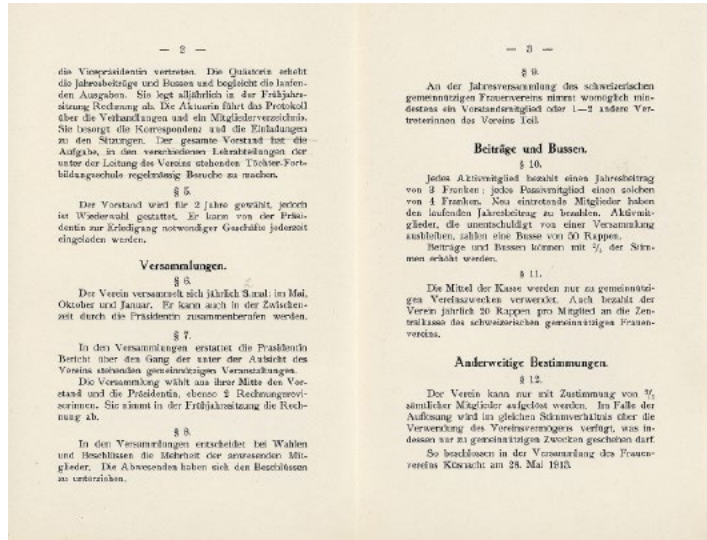 — 2 —
die Vicepräsidentin vertreten. Die Quästorin erhebt
die Jahresbeiträge und Bussen und begleicht die laufen-
den Ausgaben. Sie legt alljährlich in der Frühjahrs-
sitzung Rechnung ab. Die Aktuarin führt das Protokoll
über die Verhandlungen und ein Mitgliederverzeichnis.
Sie besorgt die Korrespondenz und die Einladungen
zu den Sitzungen. Der gesamte Vorstand hat die
Aufgabe, in den verschiedenen Lehrabteilungen der
unter der Leitung des Vereins stehenden Töchter-Fort-
bildungsschule regelmässig Besuche zu machen.
§ 5.
Der Vorstand wird für 2 Jahre gewählt, jedoch
ist Wiederwahl gestattet. Er kann von der Präsi-
dentin zur Erledigung notwendiger Geschäfte jederzeit
eingeladen werden.
Versammlungen.
§ 6.
Der Verein versammelt sich jährlich 3 mal: im Mai,
Oktober und Januar. Er kann auch in der Zwischen-
zeit durch die Präsidentin zusammenberufen werden.
§ 7.
In den Versammlungen erstattet die Präsidentin
Bericht über den Gang der unter der Aufsicht des
Vereins stehenden gemeinnützigen Veranstaltungen.
Die Versammlung wählt aus ihrer Mitte den Vor-
stand und die Präsidentin, ebenso 2 Rechnungsrevi-
sorinnen. Sie nimmt in der Frühjahrssitzung die Rech-
nung ab.
§ 8.
In den Versammlungen entscheidet bei Wahlen
und Beschlüssen die Mehrheit der anwesenden Mit-
glieder. Die Abwesenden haben sich den Beschlüssen
zu unterziehen.
— 3 —
§ 9.
An der Jahresversammlung des schweizerischen
gemeinnützigen Frauenvereins nimmt womöglich min-
destens ein Vorstandsmitglied oder 1—2 andere Ver-
treterinnen des Vereins Teil.
Beiträge und Bussen.
§ 10.
Jedes Aktivmitglied bezahlt einen Jahresbeitrag
von 3 Franken; jedes Passivmitglied einen solchen
von 4 Franken. Neu eintretende Mitglieder haben
den laufenden Jahresbeitrag zu bezahlen. Aktivmit-
glieder, die unentschuldigt von einer Versammlung
ausbleiben, zahlen eine Busse von 50 Rappen.
Beiträge und Bussen können mit der Stim-
men erhöht werden.
§ 11.
Die Mittel der Kasse werden nur zu gemeinnützi-
gen Vereinszwecken verwendet. Auch bezahlt der
Verein jährlich 20 Rappen pro Mitglied an die Zen-
tralkasse des schweizerischen gemeinnützigen Frauen-
vereins.
Anderweitige Bestimmungen.
§ 12.
Der Verein kann nur mit Zustimmung von
sämtlicher Mitglieder aufgelöst werden. Im Falle der
Auflösung wird im gleichen Stimmverhältnis über die
Verwendung des Vereinsvermögens verfügt, was in-
dessen nur zu gemeinnützigen Zwecken geschehen darf.
So beschlossen in der Versammlung des Frauen-
vereins Küsnacht am 28. Mai 1913.